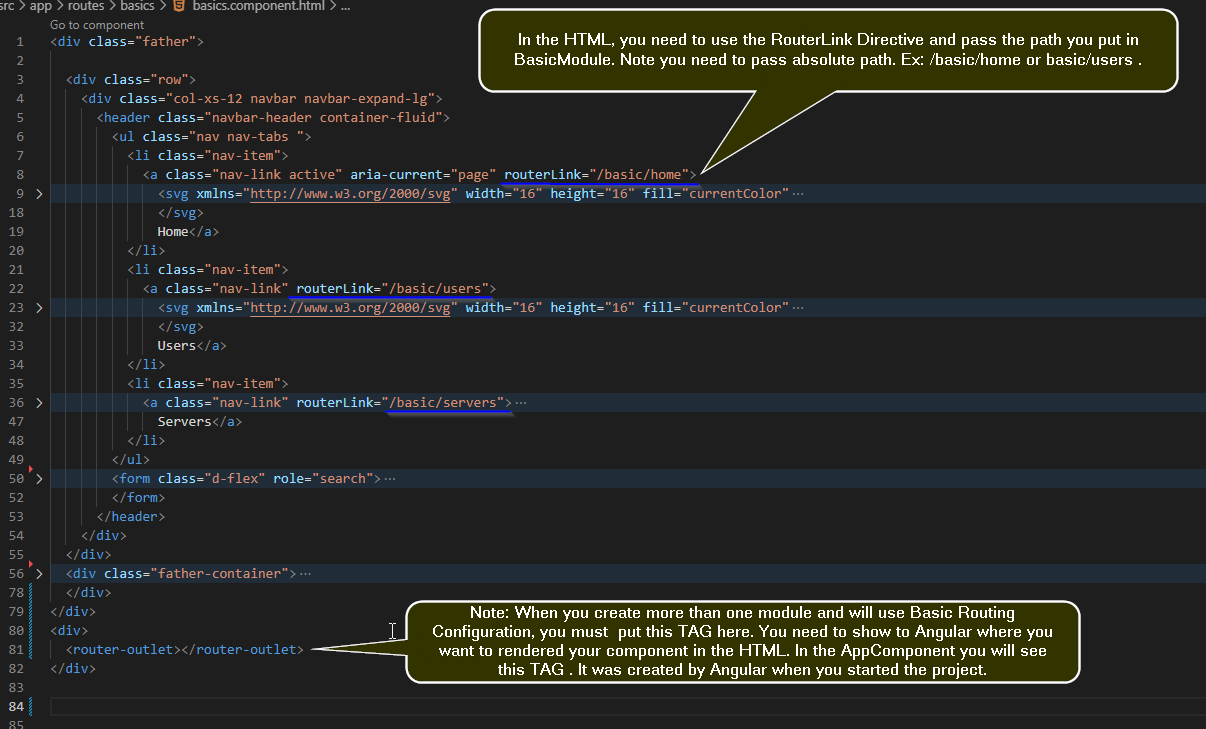 src > app > routes > basics > basics.component.html > ...
In the HTML, you need to use the RouterLink Directive and pass the path you put in
BasicModule. Note you need to pass absolute path. Ex: /basic/home or basic/users .
Go to component
1 <div class="father">
2
3 <div class="row">
4 <div class="col-xs-12 navbar navbar-expand-lg">
5 <header class="navbar-header container-fluid">
6 <ul class="nav nav-tabs ">
7 <li class="nav-item">
8 <a class="nav-link active" aria-current="page" routerLink="/basic/home">
9 > <svg xmlns="http://www.w3.org/2000/svg" width="16" height="16" fill="currentColor" ...
18 </svg>
19 Home</a>
20 </li>
21 <li class="nav-item">
22 <a class="nav-link" routerLink="/basic/users">
23 > <svg xmlns="http://www.w3.org/2000/svg" width="16" height="16" fill="currentColor" ...
32 </svg>
33 Users</a>
34 </li>
35 <li class="nav-item">
36 > <a class="nav-link" routerLink="/basic/servers"> ...
47 Servers</a>
48 </li>
49 </ul>
50 > <form class="d-flex" role="search"> ...
52 </form>
53 </header>
54 </div>
55 </div>
56 > <div class="father-container"> ...
78 </div>
79 </div>
80 <div>
81 <router-outlet></router-outlet>
82 </div>
83
84
85
Note: When you create more than one module and will use Basic Routing
Configuration, you must put this TAG here. You need to show to Angular where you
want to rendered your component in the HTML. In the AppComponent you will see
this TAG . It was created by Angular when you started the project.